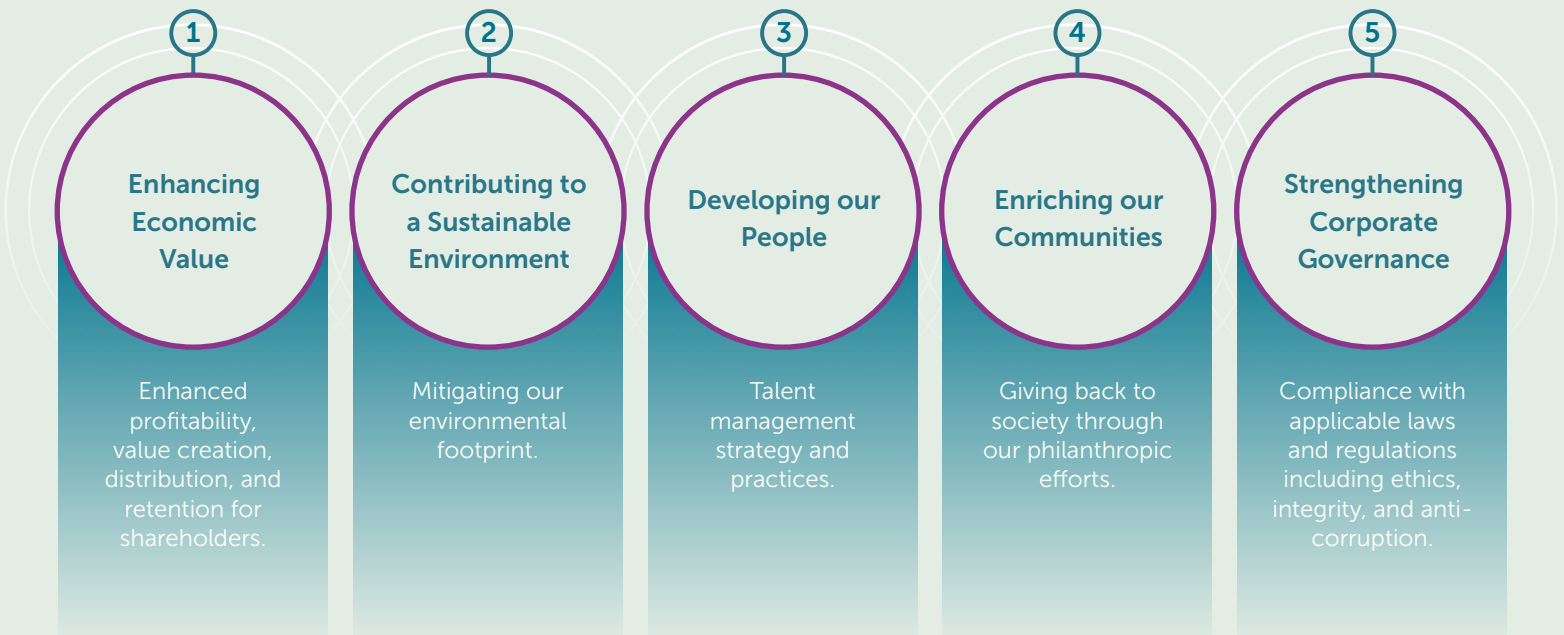 1
Enhancing
Economic
Value
Enhanced
profitability,
value creation,
distribution, and
retention for
shareholders.
2
Contributing to
a Sustainable
Environment
Mitigating our
environmental
footprint.
3
Developing our
People
Talent
management
strategy and
practices.
4
Enriching our
Communities
Giving back to
society through
our philanthropic
efforts.
5
Strengthening
Corporate
Governance
Compliance with
applicable laws
and regulations
including ethics,
integrity, and anti-
corruption.